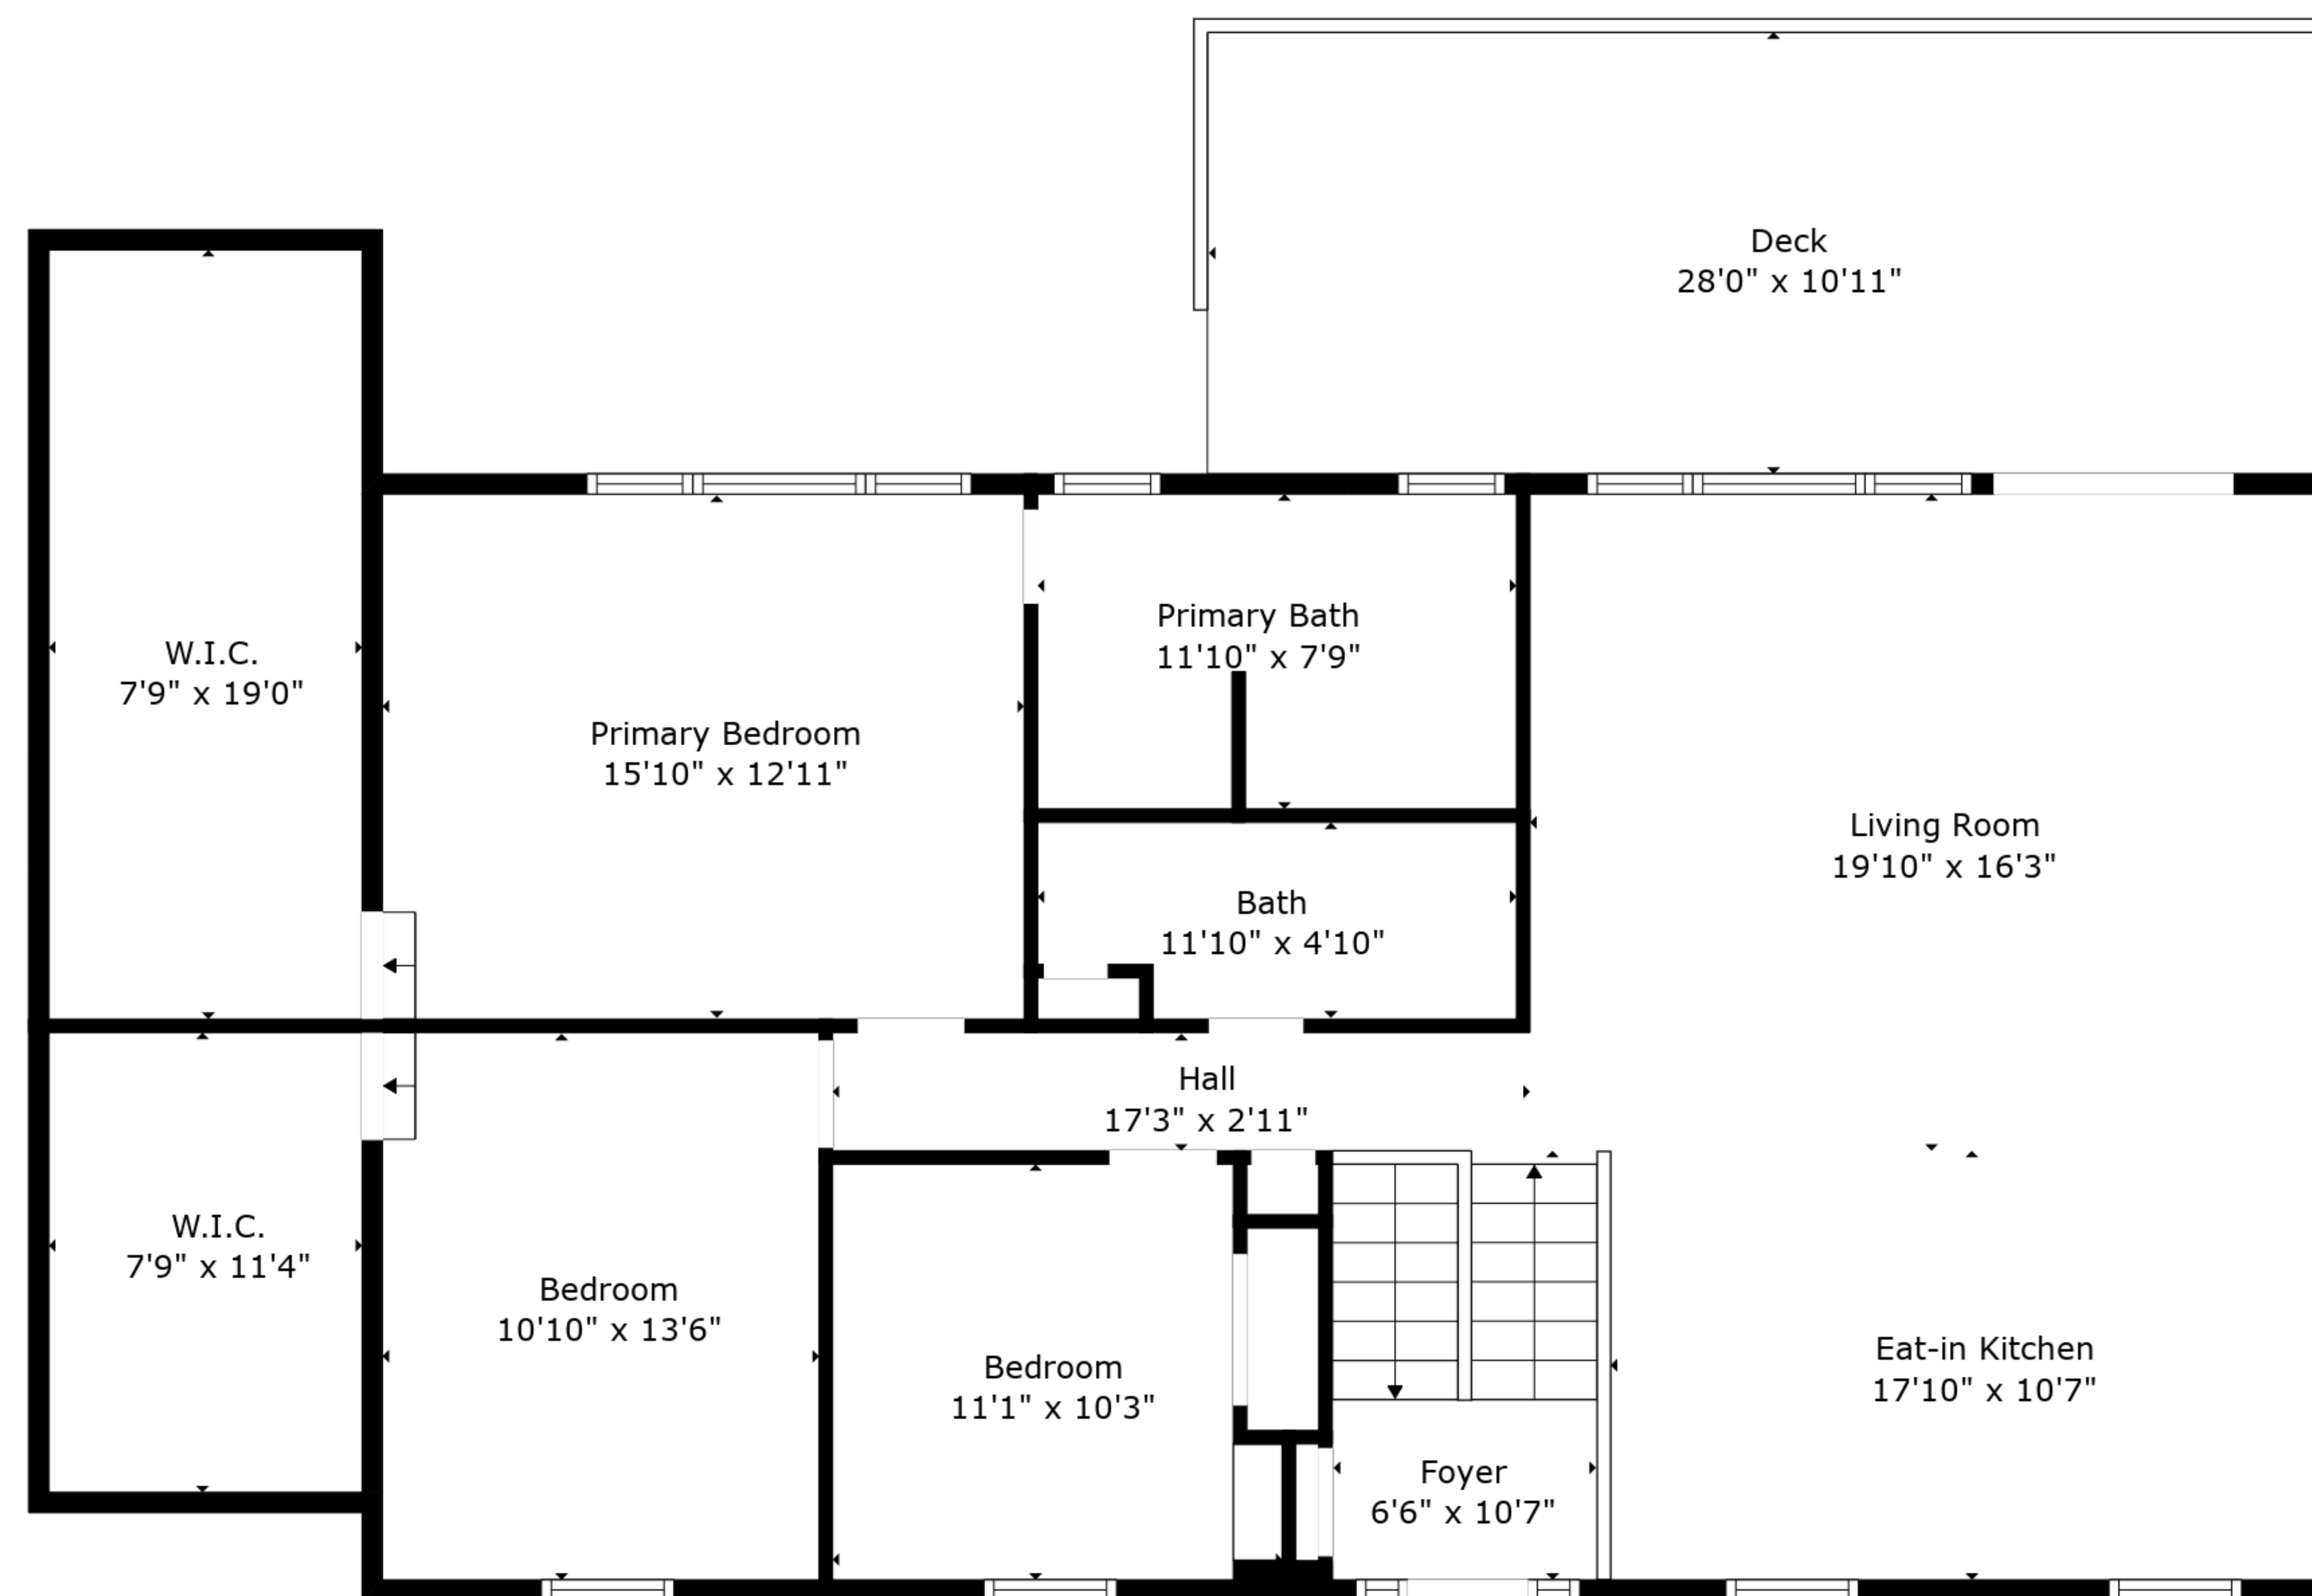 Deck
28'0" x 10'11"
W.I.C.
7'9" x 19'0"
Primary Bedroom
15'10" x 12'11"
Primary Bath
11'10" x 7'9"
Living Room
19'10" x 16'3"
Bath
11'10" x 4'10"
Hall
17'3" x 2'11"
W.I.C.
7'9" x 11'4"
Bedroom
10'10" x 13'6"
Bedroom
11'1" x 10'3"
Eat-in Kitchen
17'10" x 10'7"
Foyer
6'6" x 10'7"